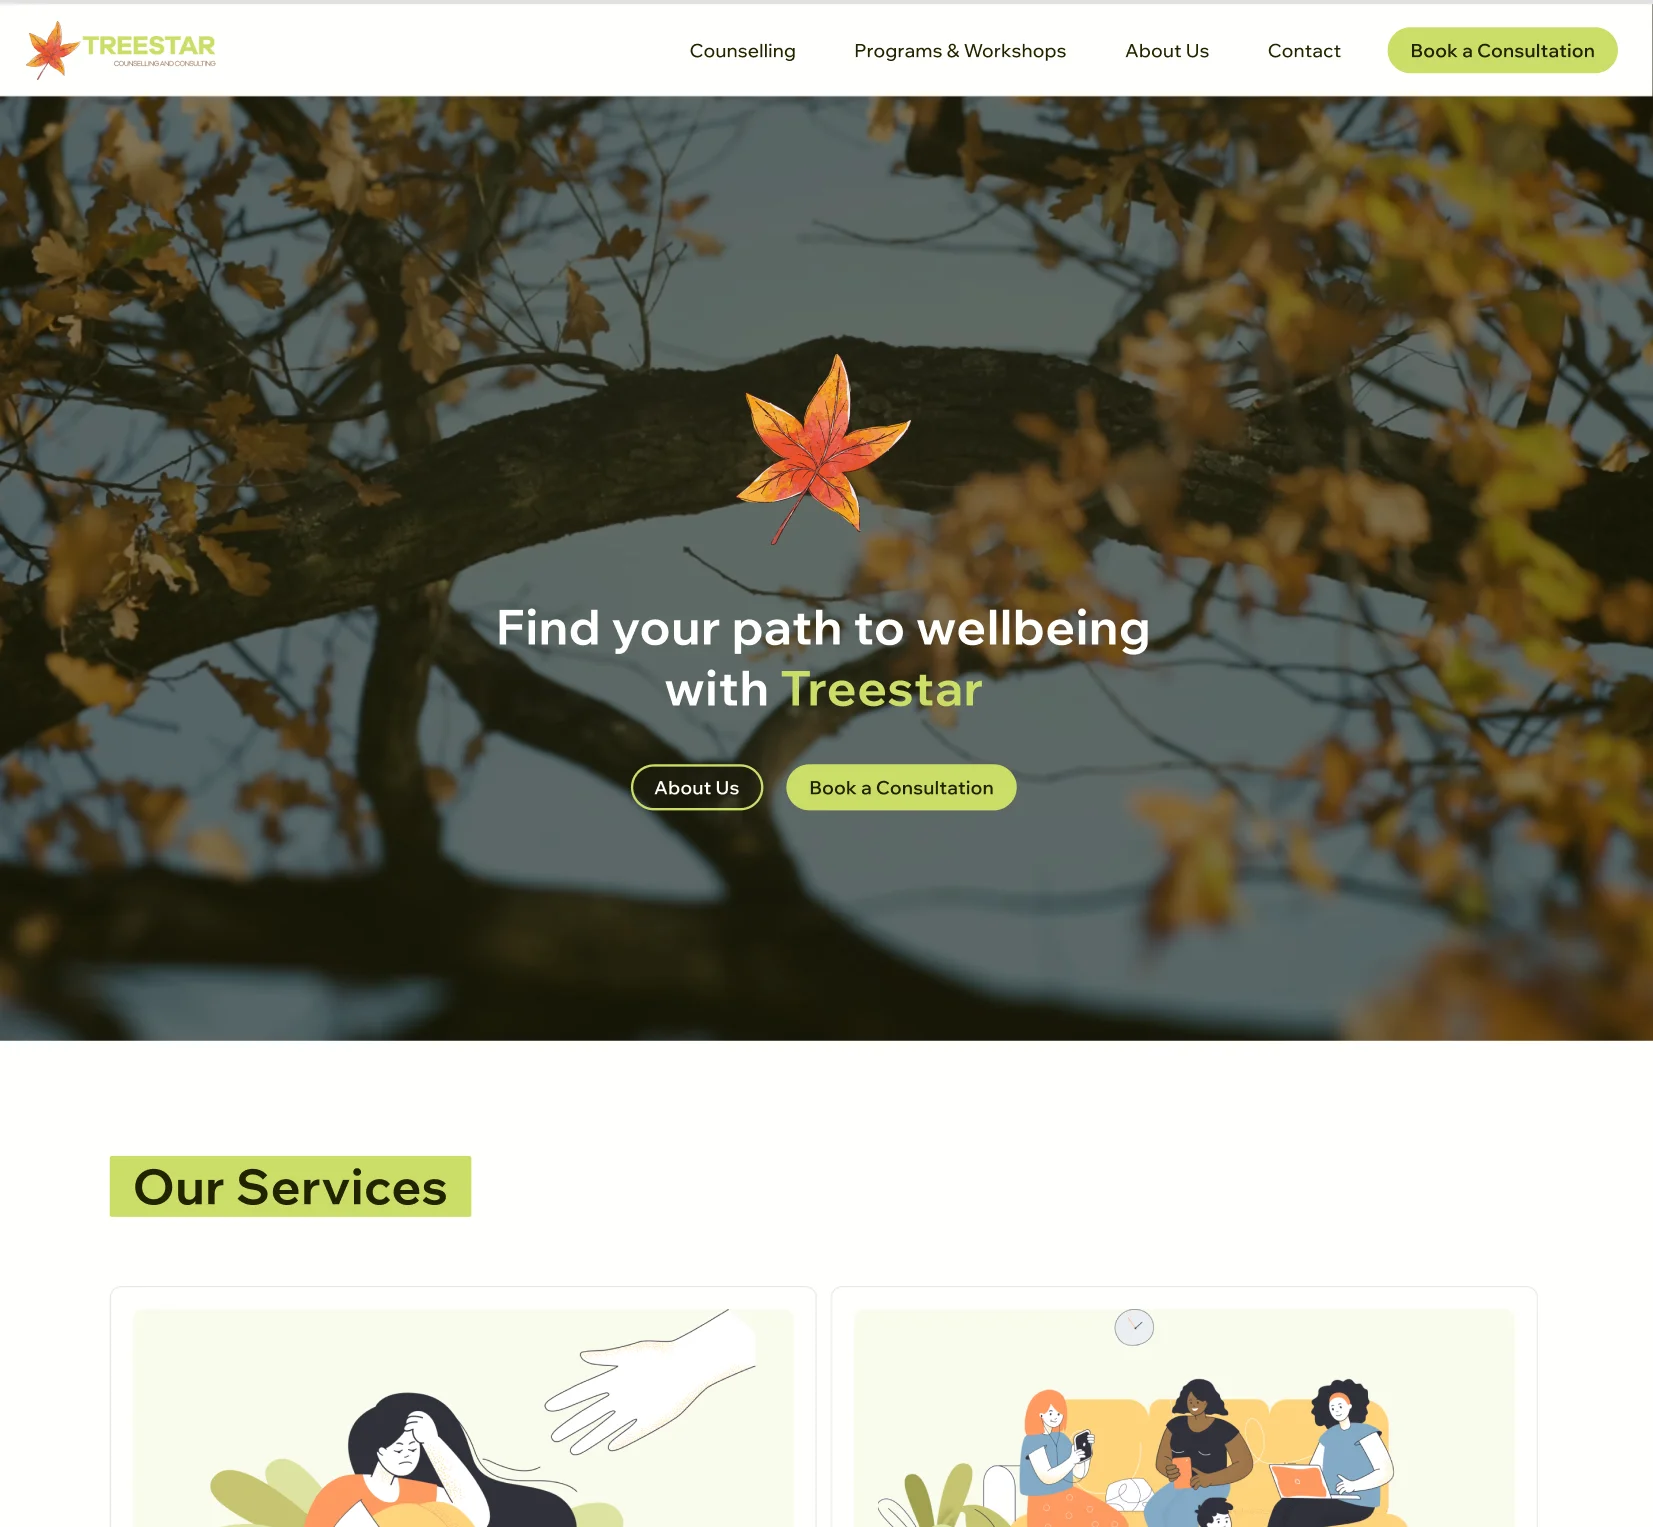 TREESTAR
COUNSELLING AND CONSULTING
Counselling
Programs & Workshops
About Us
Contact
Book a Consultation
Find your path to wellbeing
with Treestar
About Us
Book a Consultation
Our Services